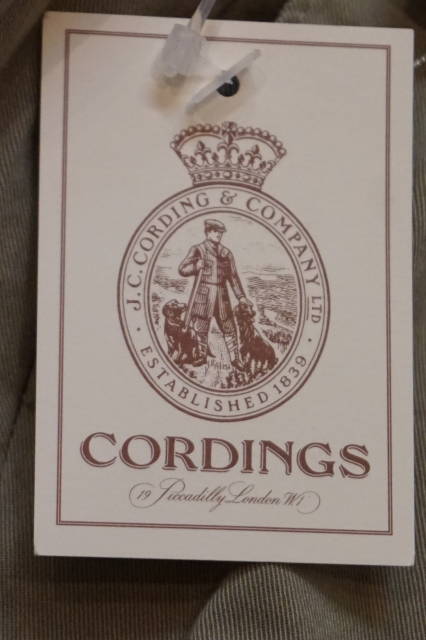 J.C. CORDING & COMPANY LTD
· ESTABLISHED 1839 ·
CORDINGS
19 Piccadilly London W1